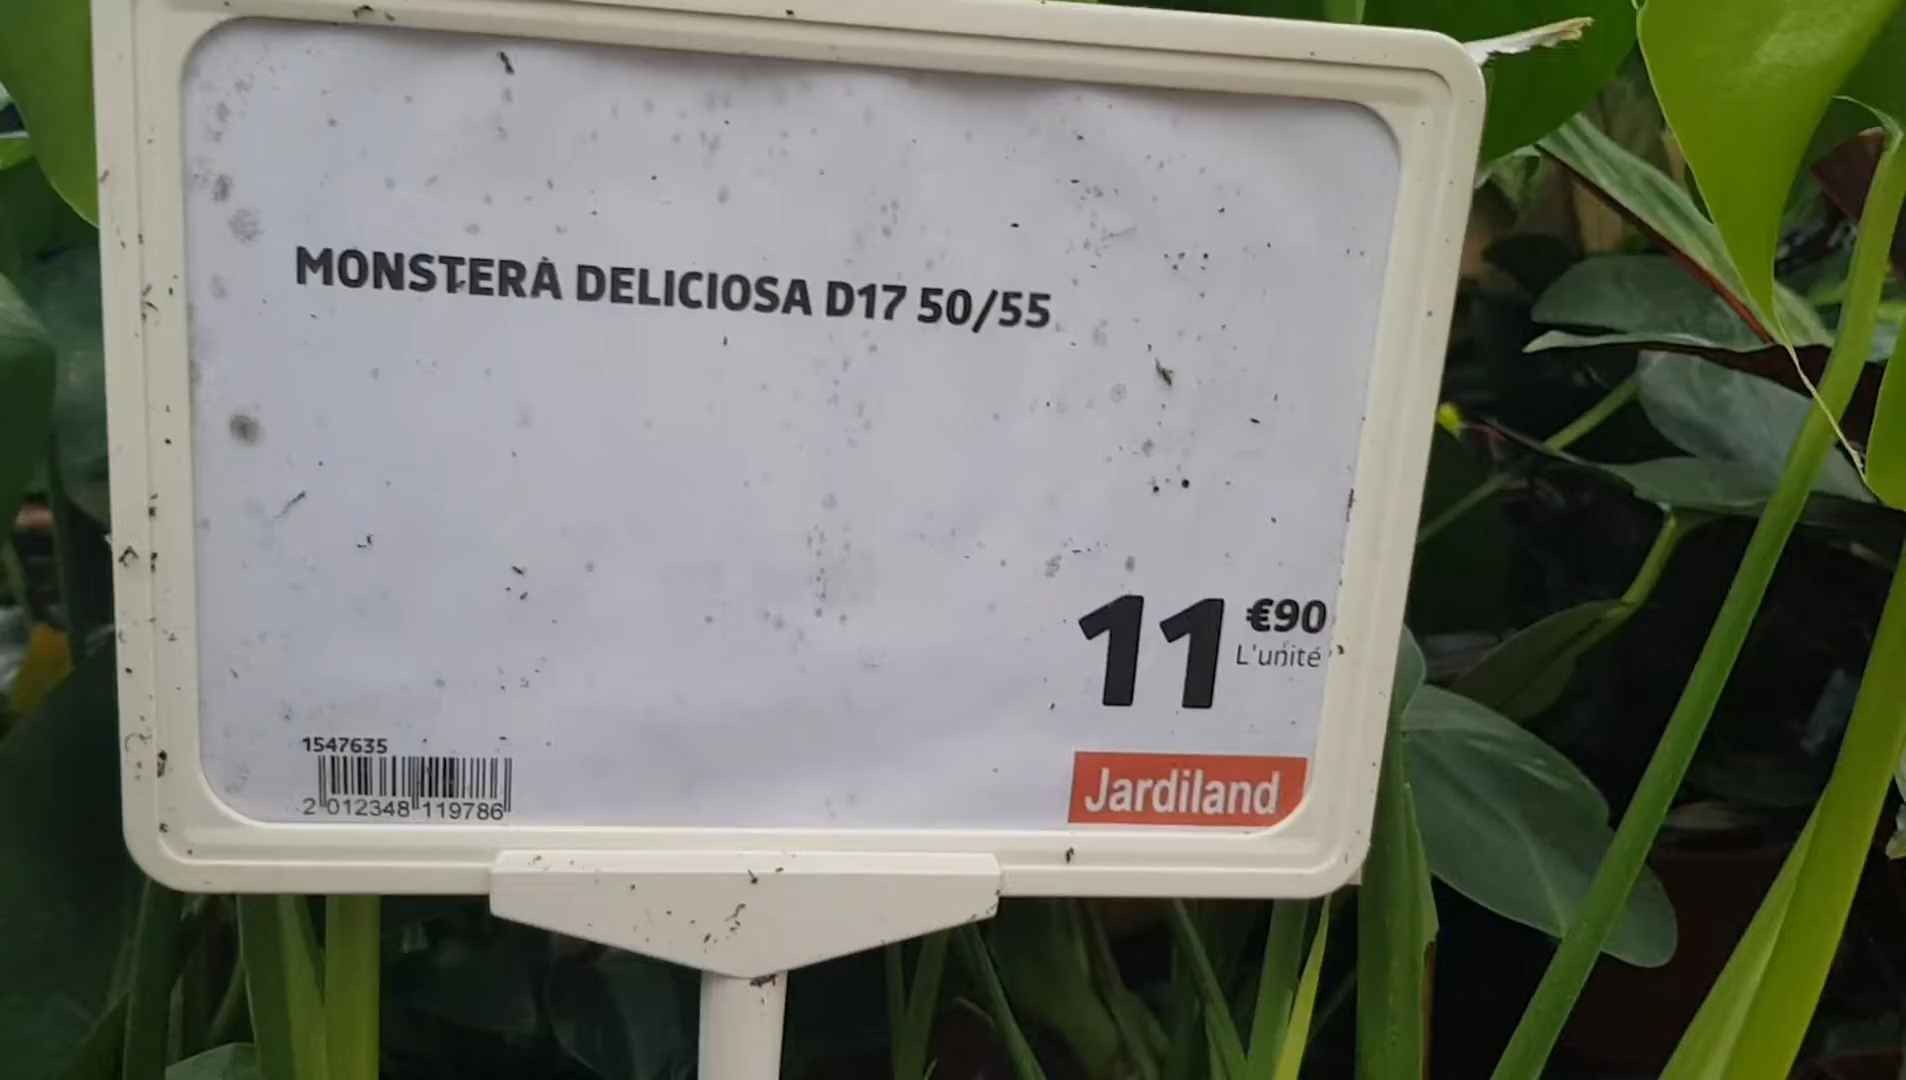 MONSTERA DELICIOSA D17 50/55
11 €90
L'unité
1547635
2 012348 119786
Jardiland